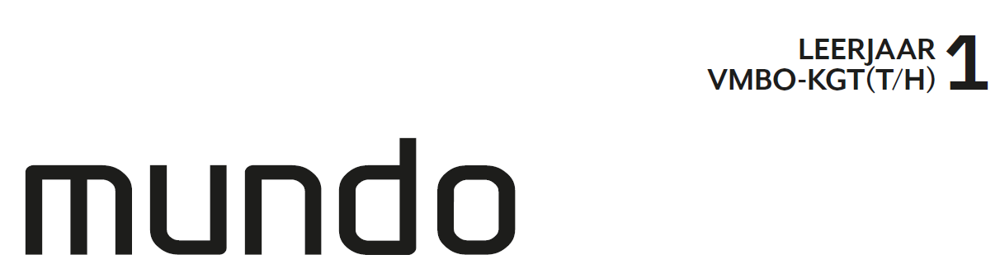 LEERJAAR 1
VMBO-KGT(T/H)
mundo